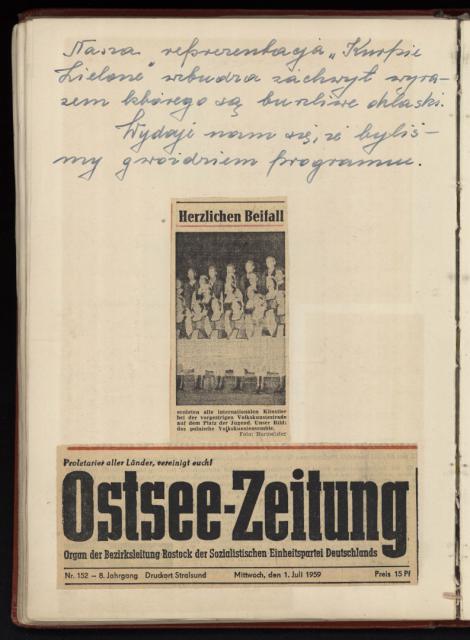 Nasza reprezentacja „Kurpie
Zielone" wzbudza zachwyt wyra-
zem którego są burzliwe oklaski.
Wydaje nam się, że byliś-
my gwoździem programu.
Herzlichen Beifall
ernteten alle internationalen Künstler
bei der vorgestrigen Volkskunstestrade
auf dem Platz der Jugend. Unser Bild:
das polnische Volkskunstensemble.
Foto:
Proletarier aller Länder, vereinigt euch!
Ostsee-Zeitung
Organ der Bezirksleitung Rostock der Sozialistischen Einheitspartei Deutschlands
Nr. 152 – 8. Jahrgang Druckort Stralsund Mittwoch, den 1. Juli 1959 Preis 15 Pf